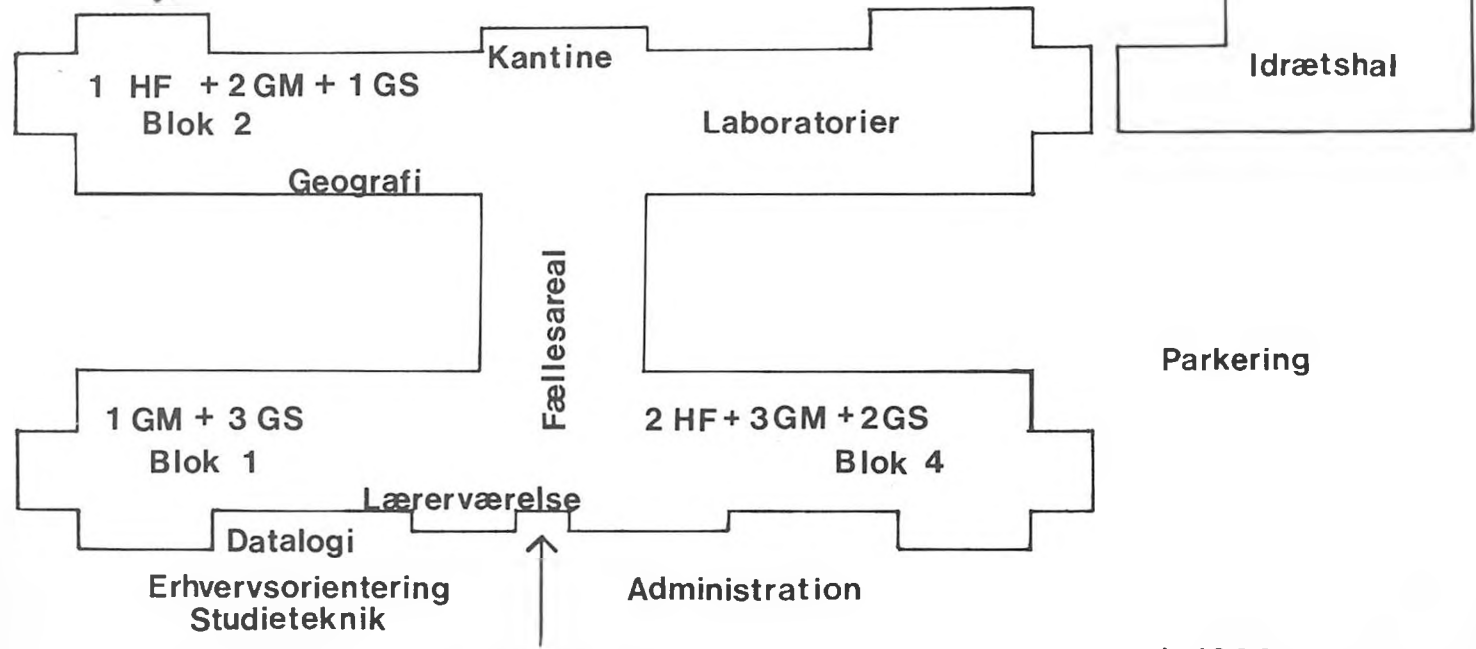 Kantine
Idrætshal
1 HF + 2 GM + 1 GS
Blok 2
Laboratorier
Geografi
Fællesareal
Parkering
1 GM + 3 GS
Blok 1
2 HF + 3 GM + 2 GS
Blok 4
Lærerværelse
Datalogi
Erhvervsorientering
Studieteknik
Administration